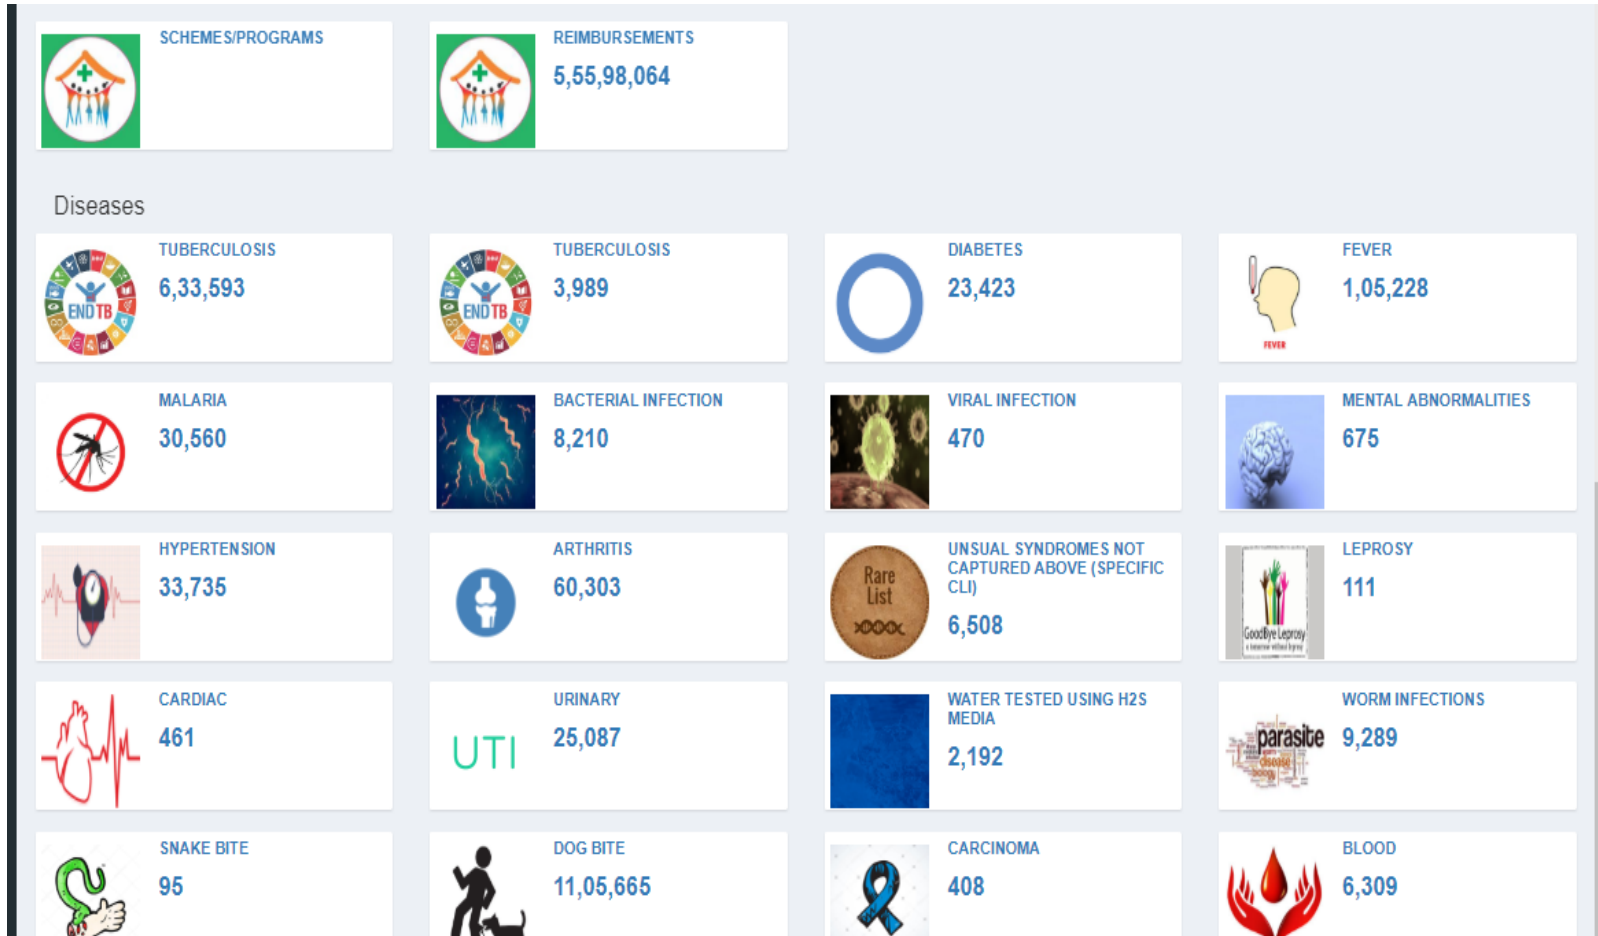 SCHEMES/PROGRAMS
REIMBURSEMENTS
5,55,98,064
Diseases
TUBERCULOSIS
6,33,593
END TB
TUBERCULOSIS
3,989
END TB
DIABETES
23,423
FEVER
1,05,228
FEVER
MALARIA
30,560
BACTERIAL INFECTION
8,210
VIRAL INFECTION
470
MENTAL ABNORMALITIES
675
HYPERTENSION
33,735
ARTHRITIS
60,303
UNSUAL SYNDROMES NOT
CAPTURED ABOVE (SPECIFIC
CLI)
6,508
Rare
List
LEPROSY
111
GoodBye Leprosy
CARDIAC
461
URINARY
25,087
UTI
WATER TESTED USING H2S
MEDIA
2,192
WORM INFECTIONS
9,289
parasite
disease
biology
SNAKE BITE
95
DOG BITE
11,05,665
CARCINOMA
408
BLOOD
6,309